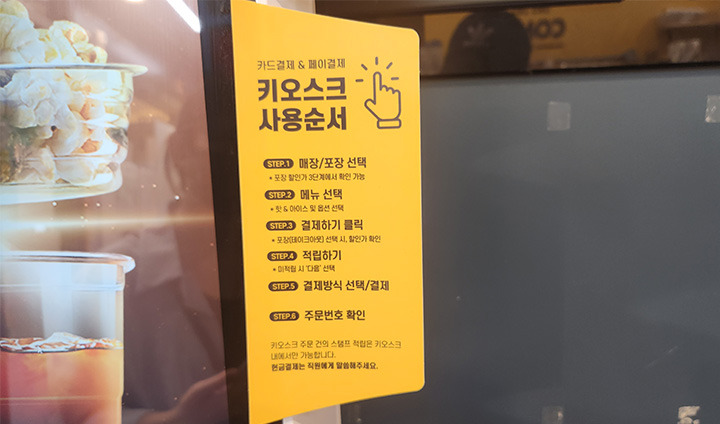 카드결제 & 페이결제
키오스크
사용순서
STEP.1 매장/포장 선택
• 포장 할인가 3단계에서 확인 가능
STEP.2 메뉴 선택
• 핫 & 아이스 및 옵션 선택
STEP.3 결제하기 클릭
• 포장(테이크아웃) 선택 시, 할인가 확인
STEP.4 적립하기
• 미적립 시 '다음' 선택
STEP.5 결제방식 선택/결제
STEP.6 주문번호 확인
키오스크 주문 건의 스탬프 적립은 키오스크
내에서만 가능합니다.
현금결제는 직원에게 말씀해주세요.